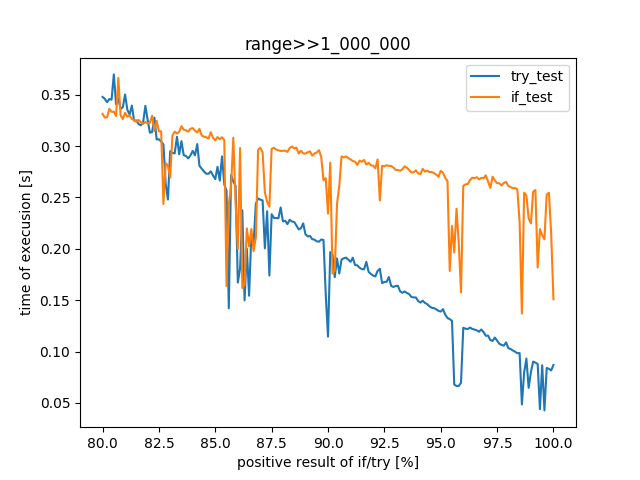 range>>1_000_000
try_test
if_test
0.35
0.30
0.25
0.20
0.15
0.10
0.05
time of execusion [s]
80.0 82.5 85.0 87.5 90.0 92.5 95.0 97.5 100.0
positive result of if/try [%]